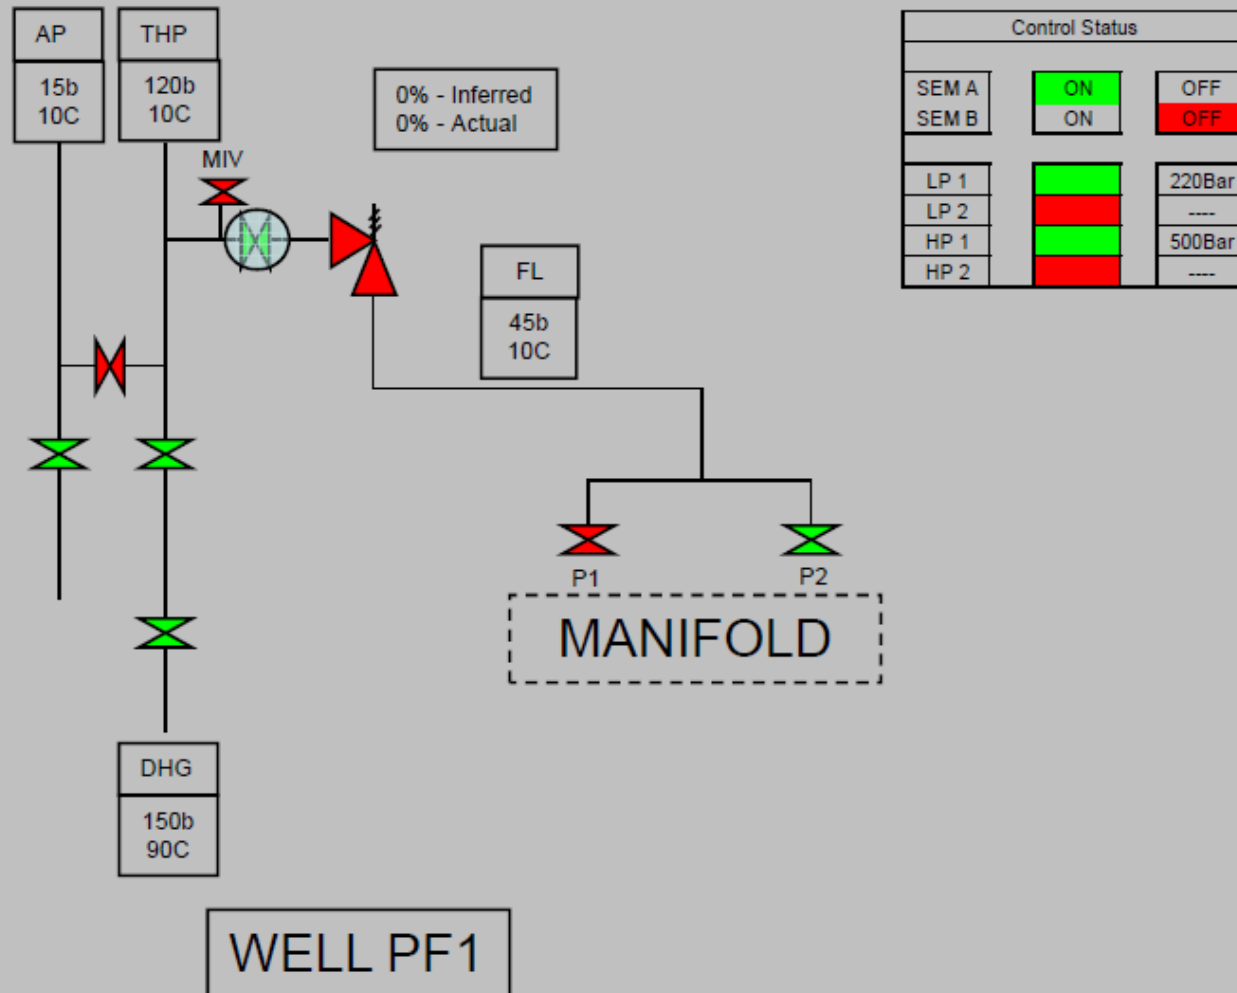 AP
15b
10C
THP
120b
10C
0% - Inferred
0% - Actual
MIV
FL
45b
10C
P1
P2
MANIFOLD
DHG
150b
90C
WELL PF1
Control Status
SEM A ON OFF
SEM B ON OFF
LP 1 220Bar
LP 2 ----
HP 1 500Bar
HP 2 ----